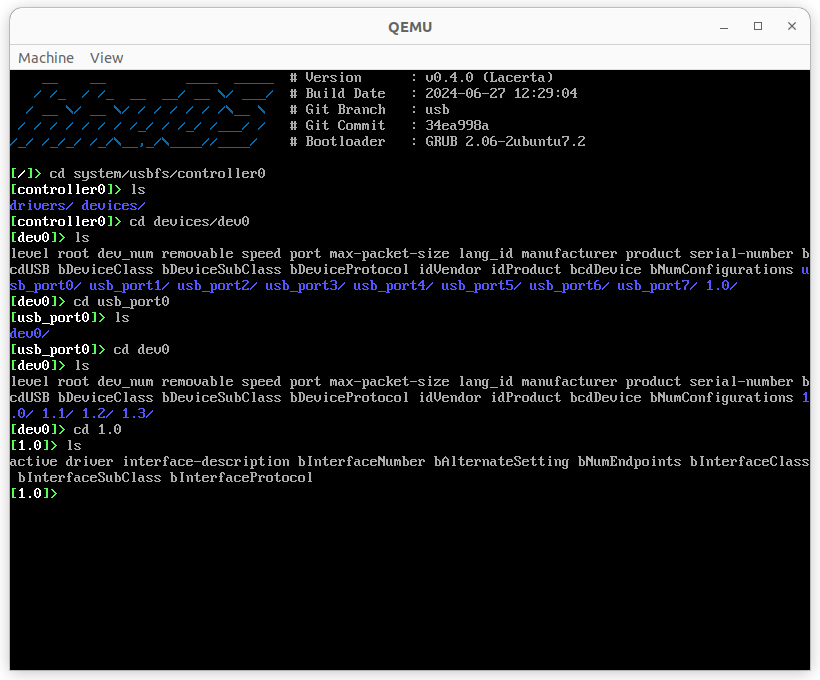 QEMU
Machine View
# Version : v0.4.0 (Lacerta)
# Build Date : 2024-06-27 12:29:04
# Git Branch : usb
# Git Commit : 34ea998a
# Bootloader : GRUB 2.06-2ubuntu7.2
[/]> cd system/usbfs/controller0
[controller0]> ls
drivers/ devices/
[controller0]> cd devices/dev0
[dev0]> ls
level root dev_num removable speed port max-packet-size lang_id manufacturer product serial-number b
cdUSB bDeviceClass bDeviceSubClass bDeviceProtocol idVendor idProduct bcdDevice bNumConfigurations u
sb_port0/ usb_port1/ usb_port2/ usb_port3/ usb_port4/ usb_port5/ usb_port6/ usb_port7/ 1.0/
[dev0]> cd usb_port0
[usb_port0]> ls
dev0/
[usb_port0]> cd dev0
[dev0]> ls
level root dev_num removable speed port max-packet-size lang_id manufacturer product serial-number b
cdUSB bDeviceClass bDeviceSubClass bDeviceProtocol idVendor idProduct bcdDevice bNumConfigurations 1
.0/ 1.1/ 1.2/ 1.3/
[dev0]> cd 1.0
[1.0]> ls
active driver interface-description bInterfaceNumber bAlternateSetting bNumEndpoints bInterfaceClass
bInterfaceSubClass bInterfaceProtocol
[1.0]>